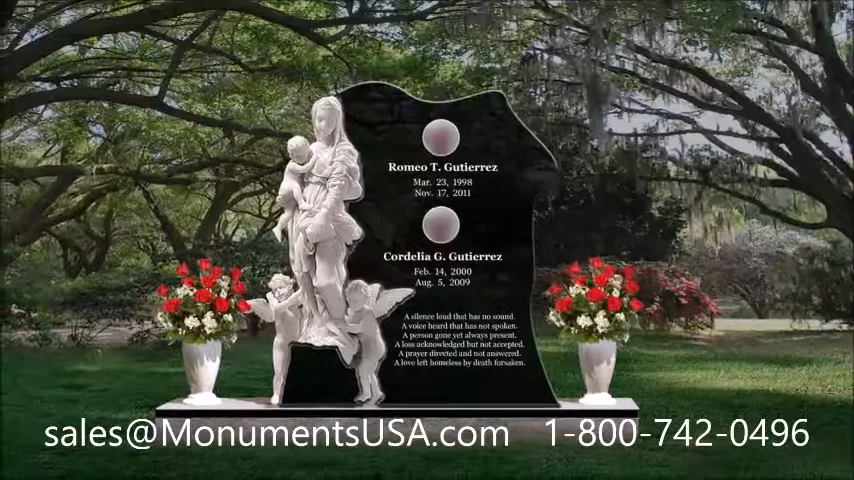 Romeo T. Gutierrez
Mar. 23, 1998
Nov. 17, 2011
Cordelia G. Gutierrez
Feb. 14, 2000
Aug. 5, 2009
A silence loud that has no sound.
A voice heard that is not spoken.
A person gone yet always present.
A loss acknowledged but not accepted.
A prayer directed and not answered.
A love left homeless by death forsaken.
sales@MonumentsUSA.com 1-800-742-0496